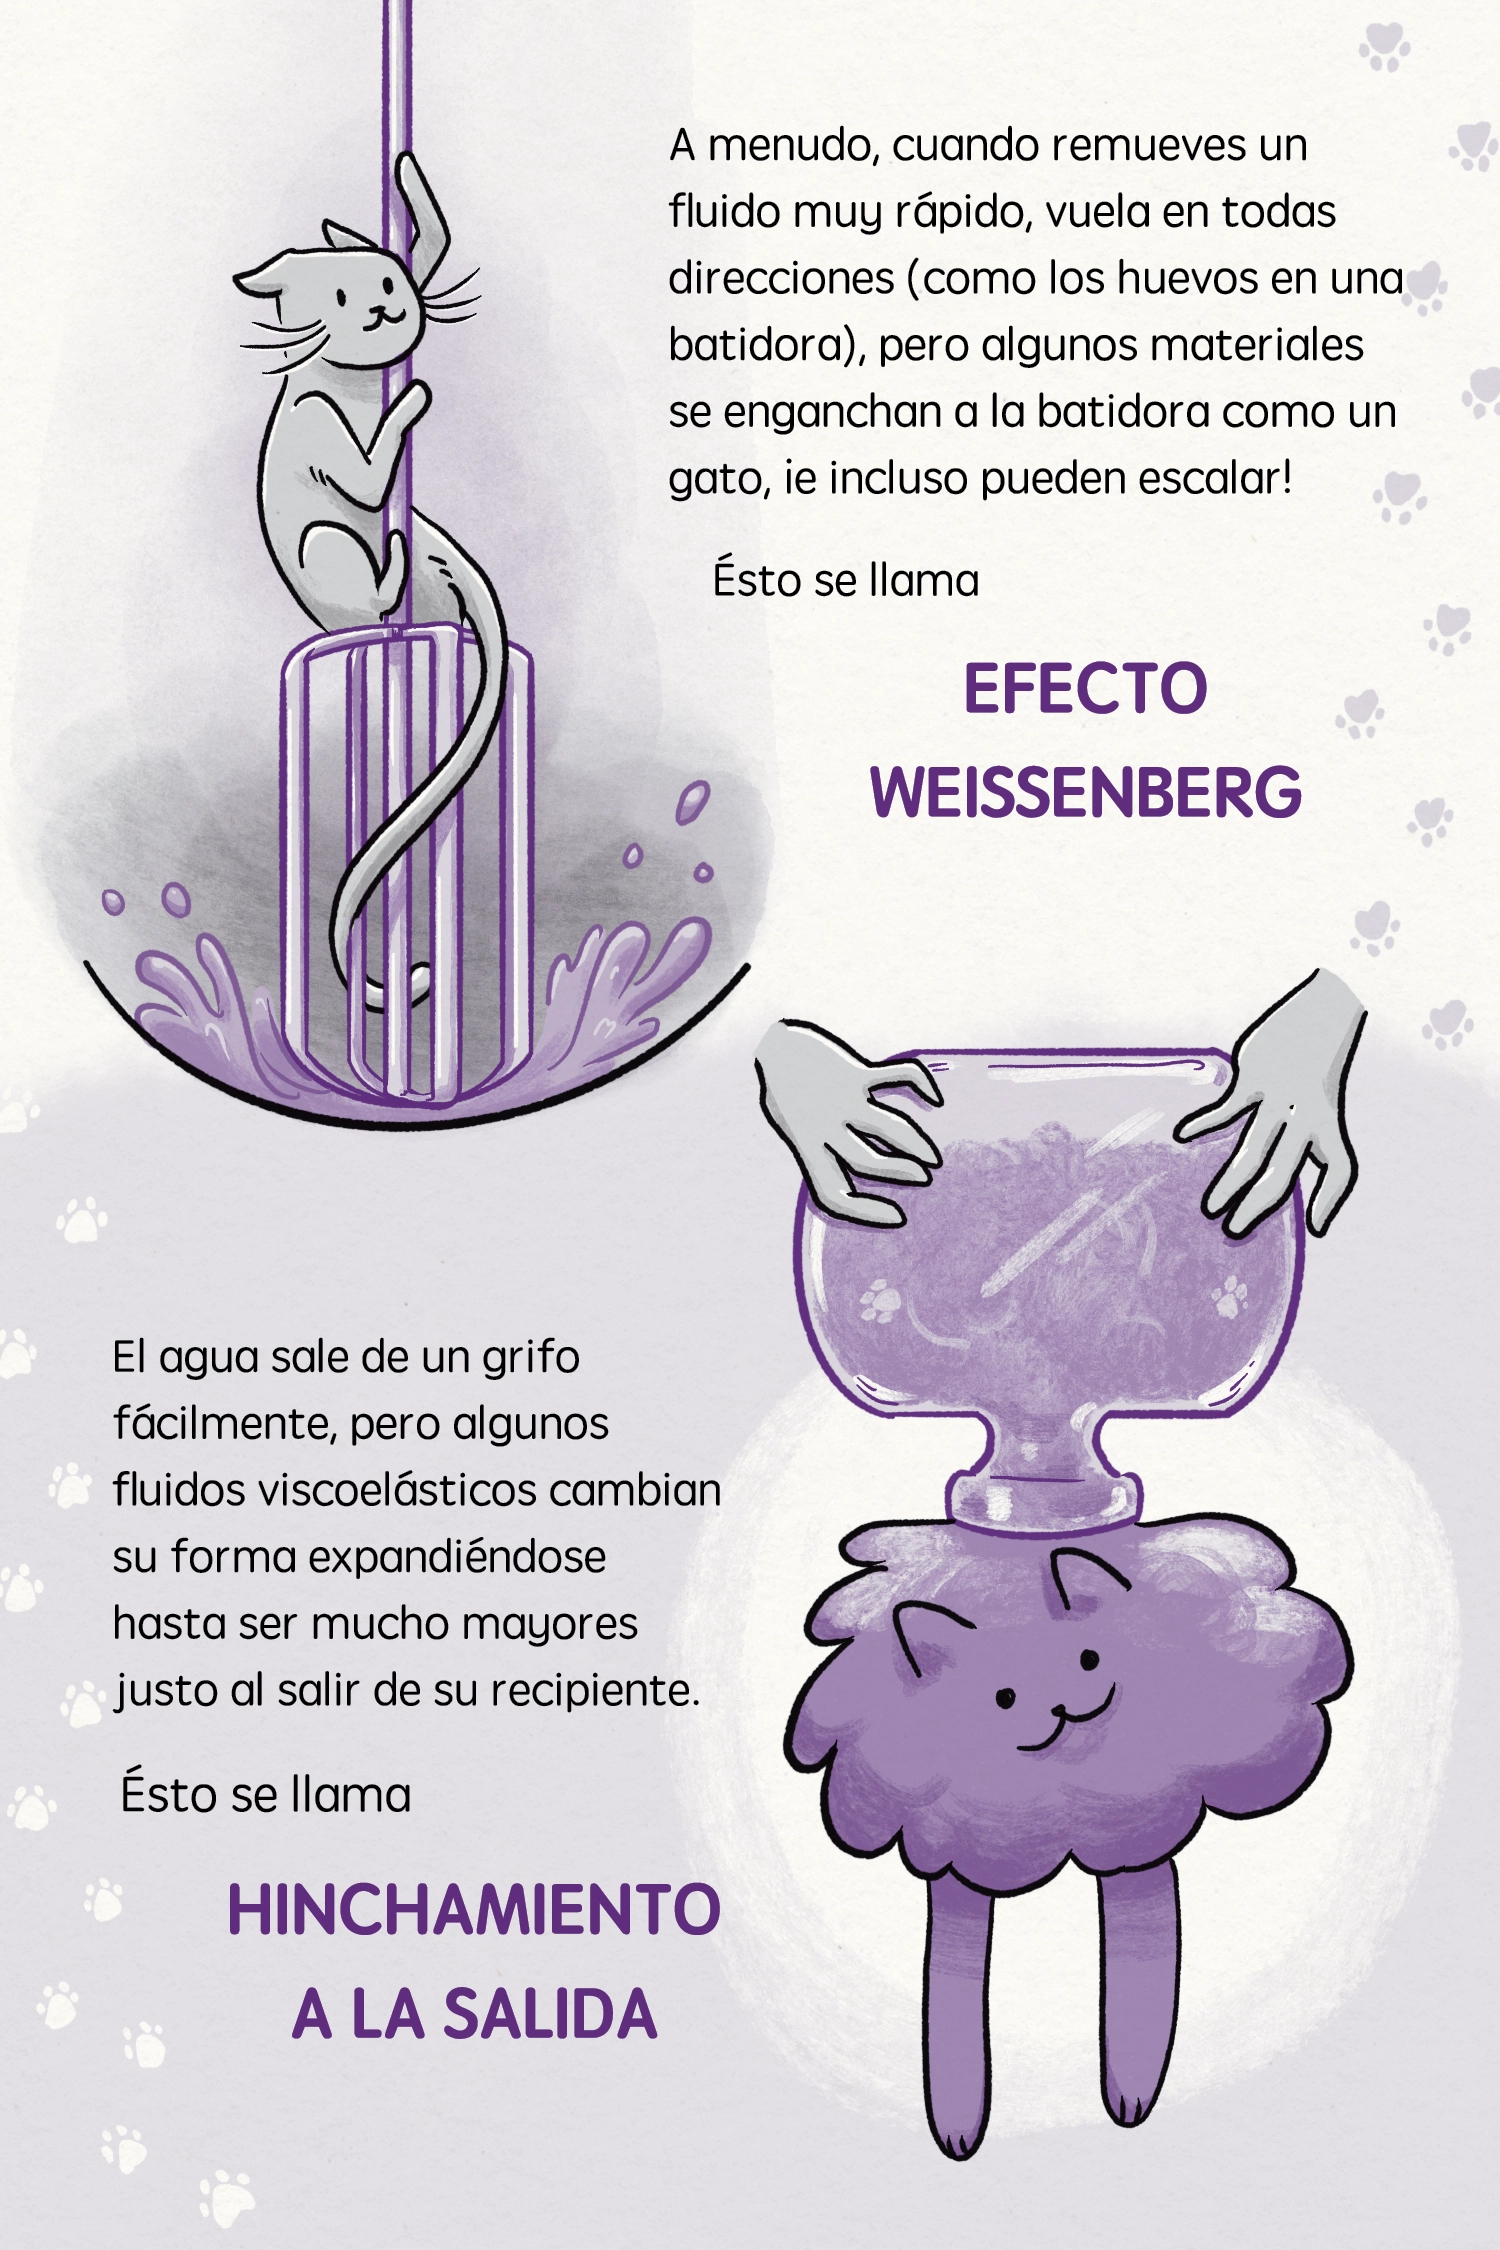 A menudo, cuando remueves un
fluido muy rápido, vuela en todas
direcciones (como los huevos en una
batidora), pero algunos materiales
se enganchan a la batidora como un
gato, ¡e incluso pueden escalar!
Ésto se llama
EFECTO
WEISSENBERG
El agua sale de un grifo
fácilmente, pero algunos
fluidos viscoelásticos cambian
su forma expandiéndose
hasta ser mucho mayores
justo al salir de su recipiente.
Ésto se llama
HINCHAMIENTO
A LA SALIDA